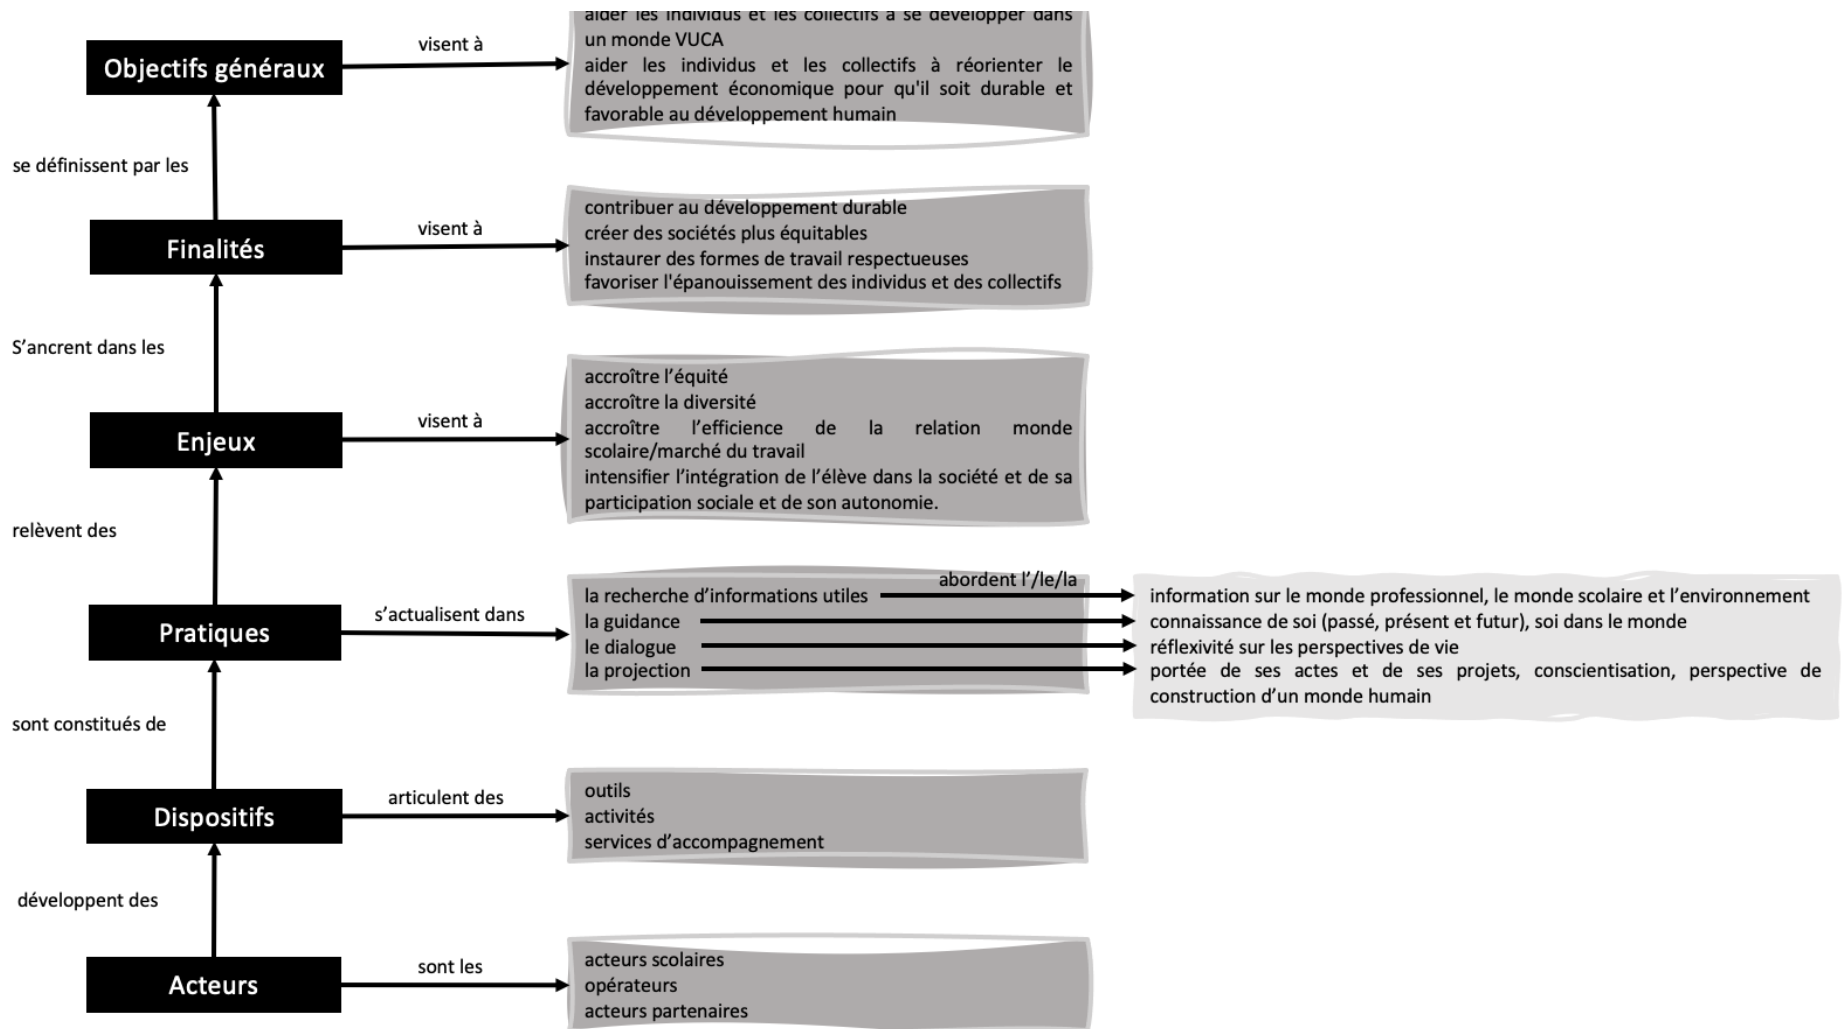 aider les individus et les collectifs à se développer dans
un monde VUCA
visent à
Objectifs généraux
aider les individus et les collectifs à réorienter le
développement économique pour qu'il soit durable et
favorable au développement humain
se définissent par les
Finalités
visent à
contribuer au développement durable
créer des sociétés plus équitables
instaurer des formes de travail respectueuses
favoriser l'épanouissement des individus et des collectifs
S’ancrent dans les
Enjeux
visent à
accroître l’équité
accroître la diversité
accroître l’efficience de la relation monde
scolaire/marché du travail
intensifier l’intégration de l’élève dans la société et de sa
participation sociale et de son autonomie.
relèvent des
Pratiques
s’actualisent dans
la recherche d’informations utiles
la guidance
le dialogue
la projection
abordent l’/le/la
information sur le monde professionnel, le monde scolaire et l’environnement
connaissance de soi (passé, présent et futur), soi dans le monde
réflexivité sur les perspectives de vie
portée de ses actes et de ses projets, conscientisation, perspective de
construction d’un monde humain
sont constitués de
Dispositifs
articulent des
outils
activités
services d’accompagnement
développent des
Acteurs
sont les
acteurs scolaires
opérateurs
acteurs partenaires